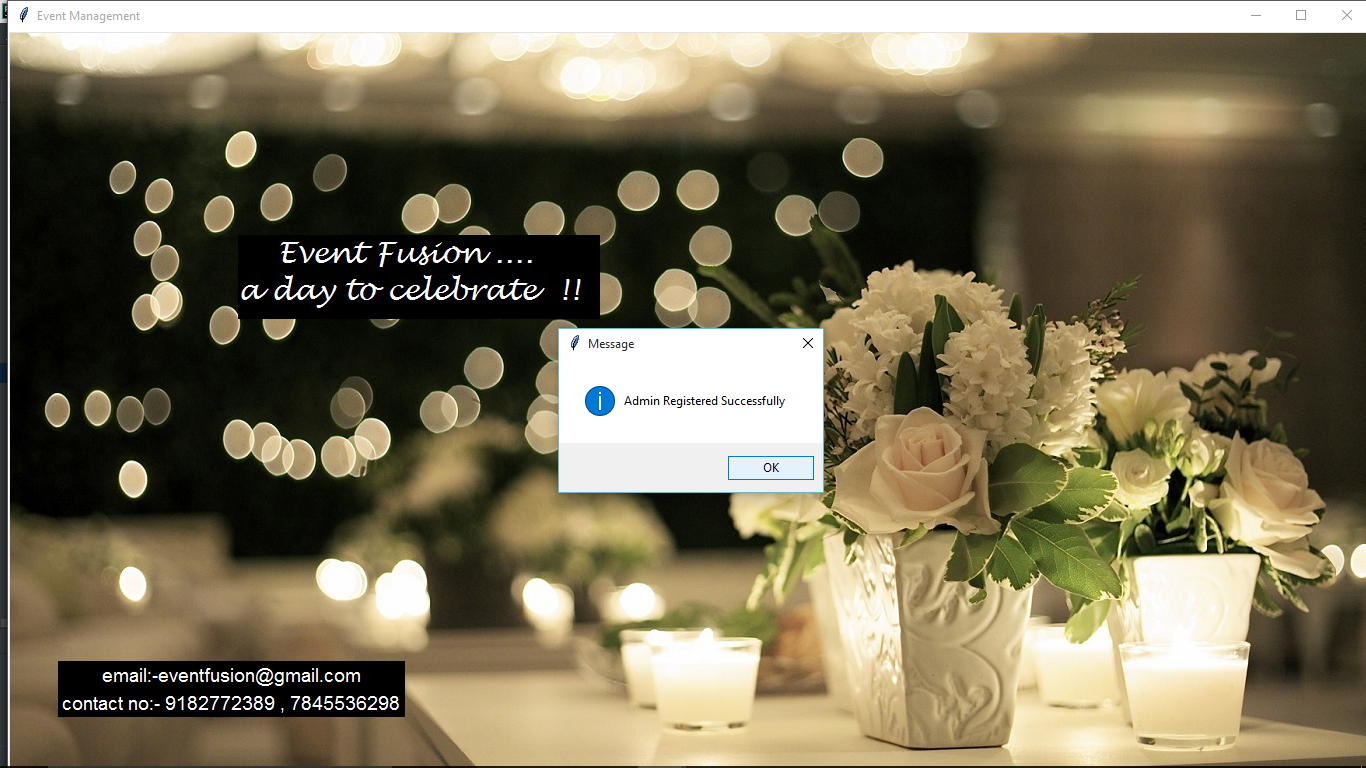 Event Management
Event Fusion ....
a day to celebrate  !!
Message
Admin Registered Successfully
OK
email:-eventfusion@gmail.com
contact no:- 9182772389 , 7845536298